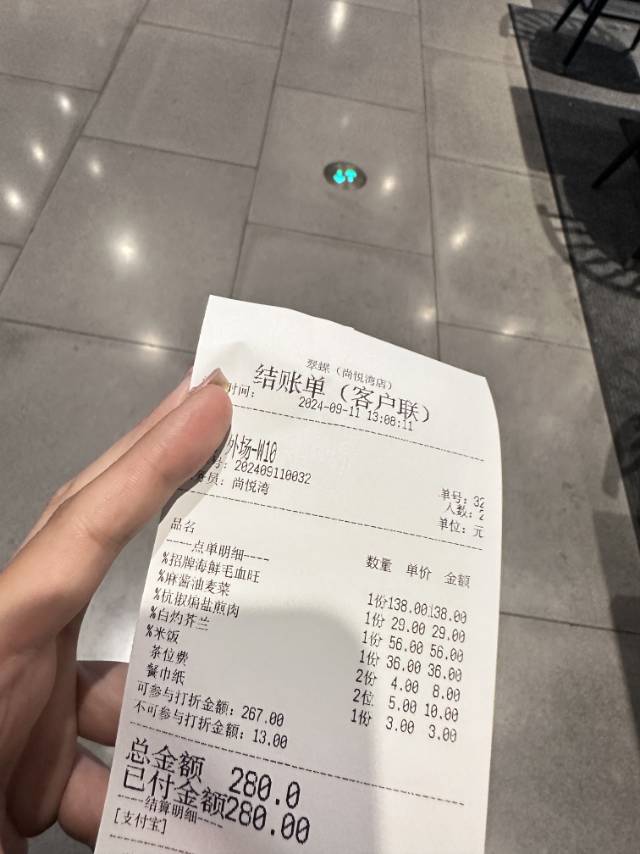 翠蝶（尚悦湾店）
结账单（客户联）
时间： 2024-09-11 13:08:11
外场-W10
单号：32
号：202409110032
人数：2
员：尚悦湾
单位：元
品名 数量 单价 金额
-----点单明细----
%招牌海鲜毛血旺 1份 138.00 138.00
%麻酱油麦菜 1份 29.00 29.00
%杭椒焗盐煎肉 1份 56.00 56.00
%白灼芥兰 1份 36.00 36.00
%米饭 2份 4.00 8.00
茶位费 2位 5.00 10.00
餐巾纸 1份 3.00 3.00
可参与打折金额：267.00
不可参与打折金额：13.00
总金额 280.0
已付金额280.00
-----结算明细----
[支付宝]